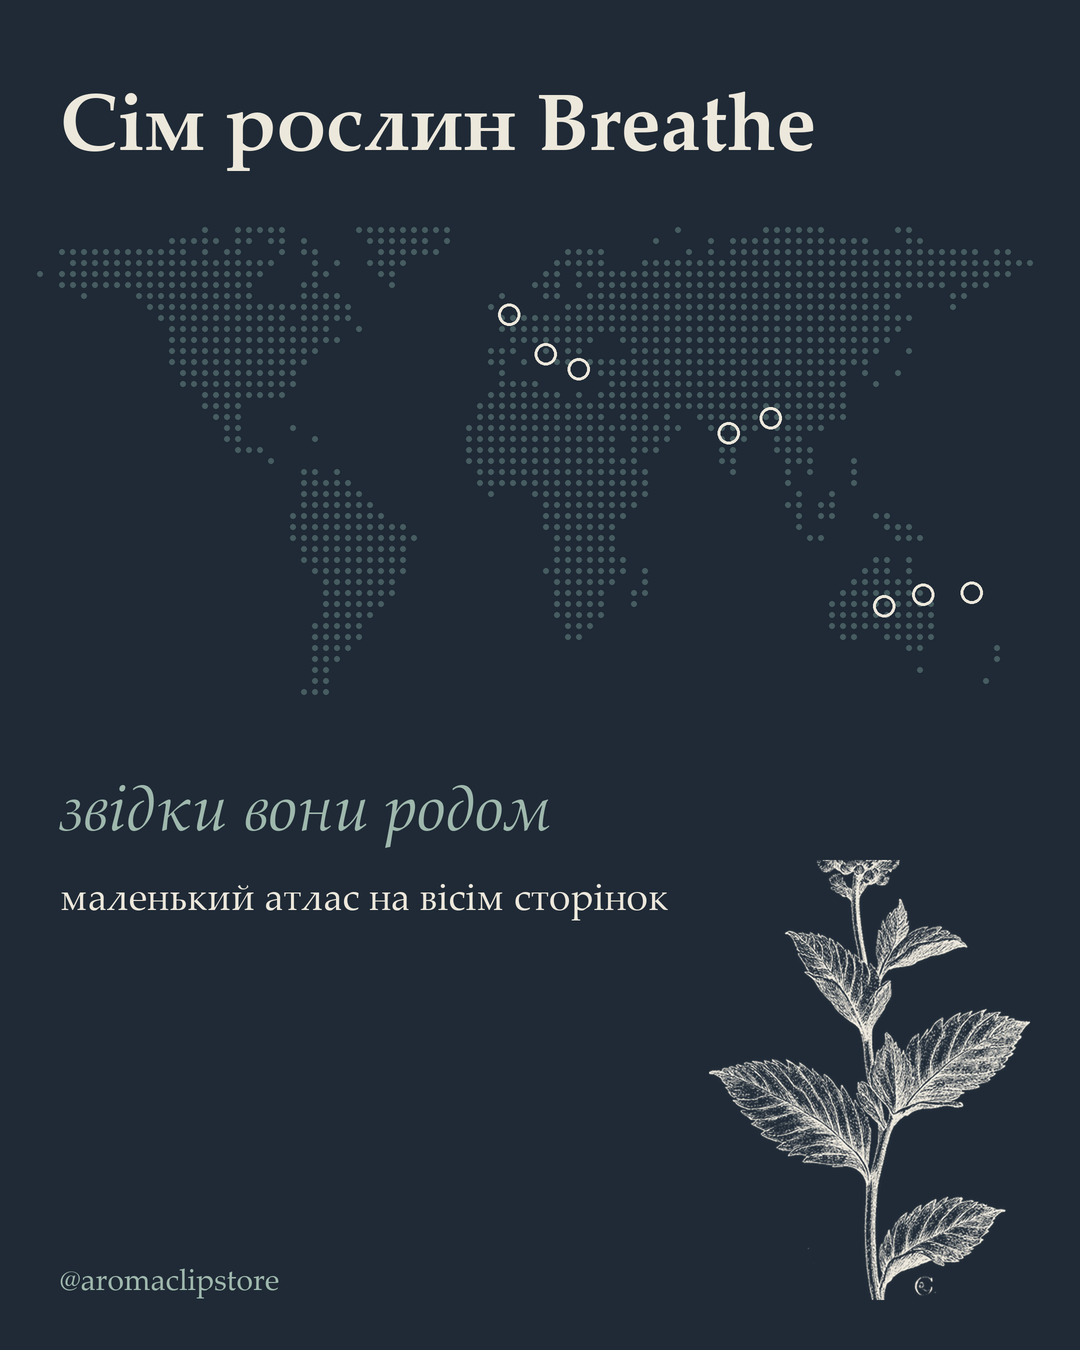 Сім рослин Breathe
звідки вони родом
маленький атлас на вісім сторінок
@aromaclipstore